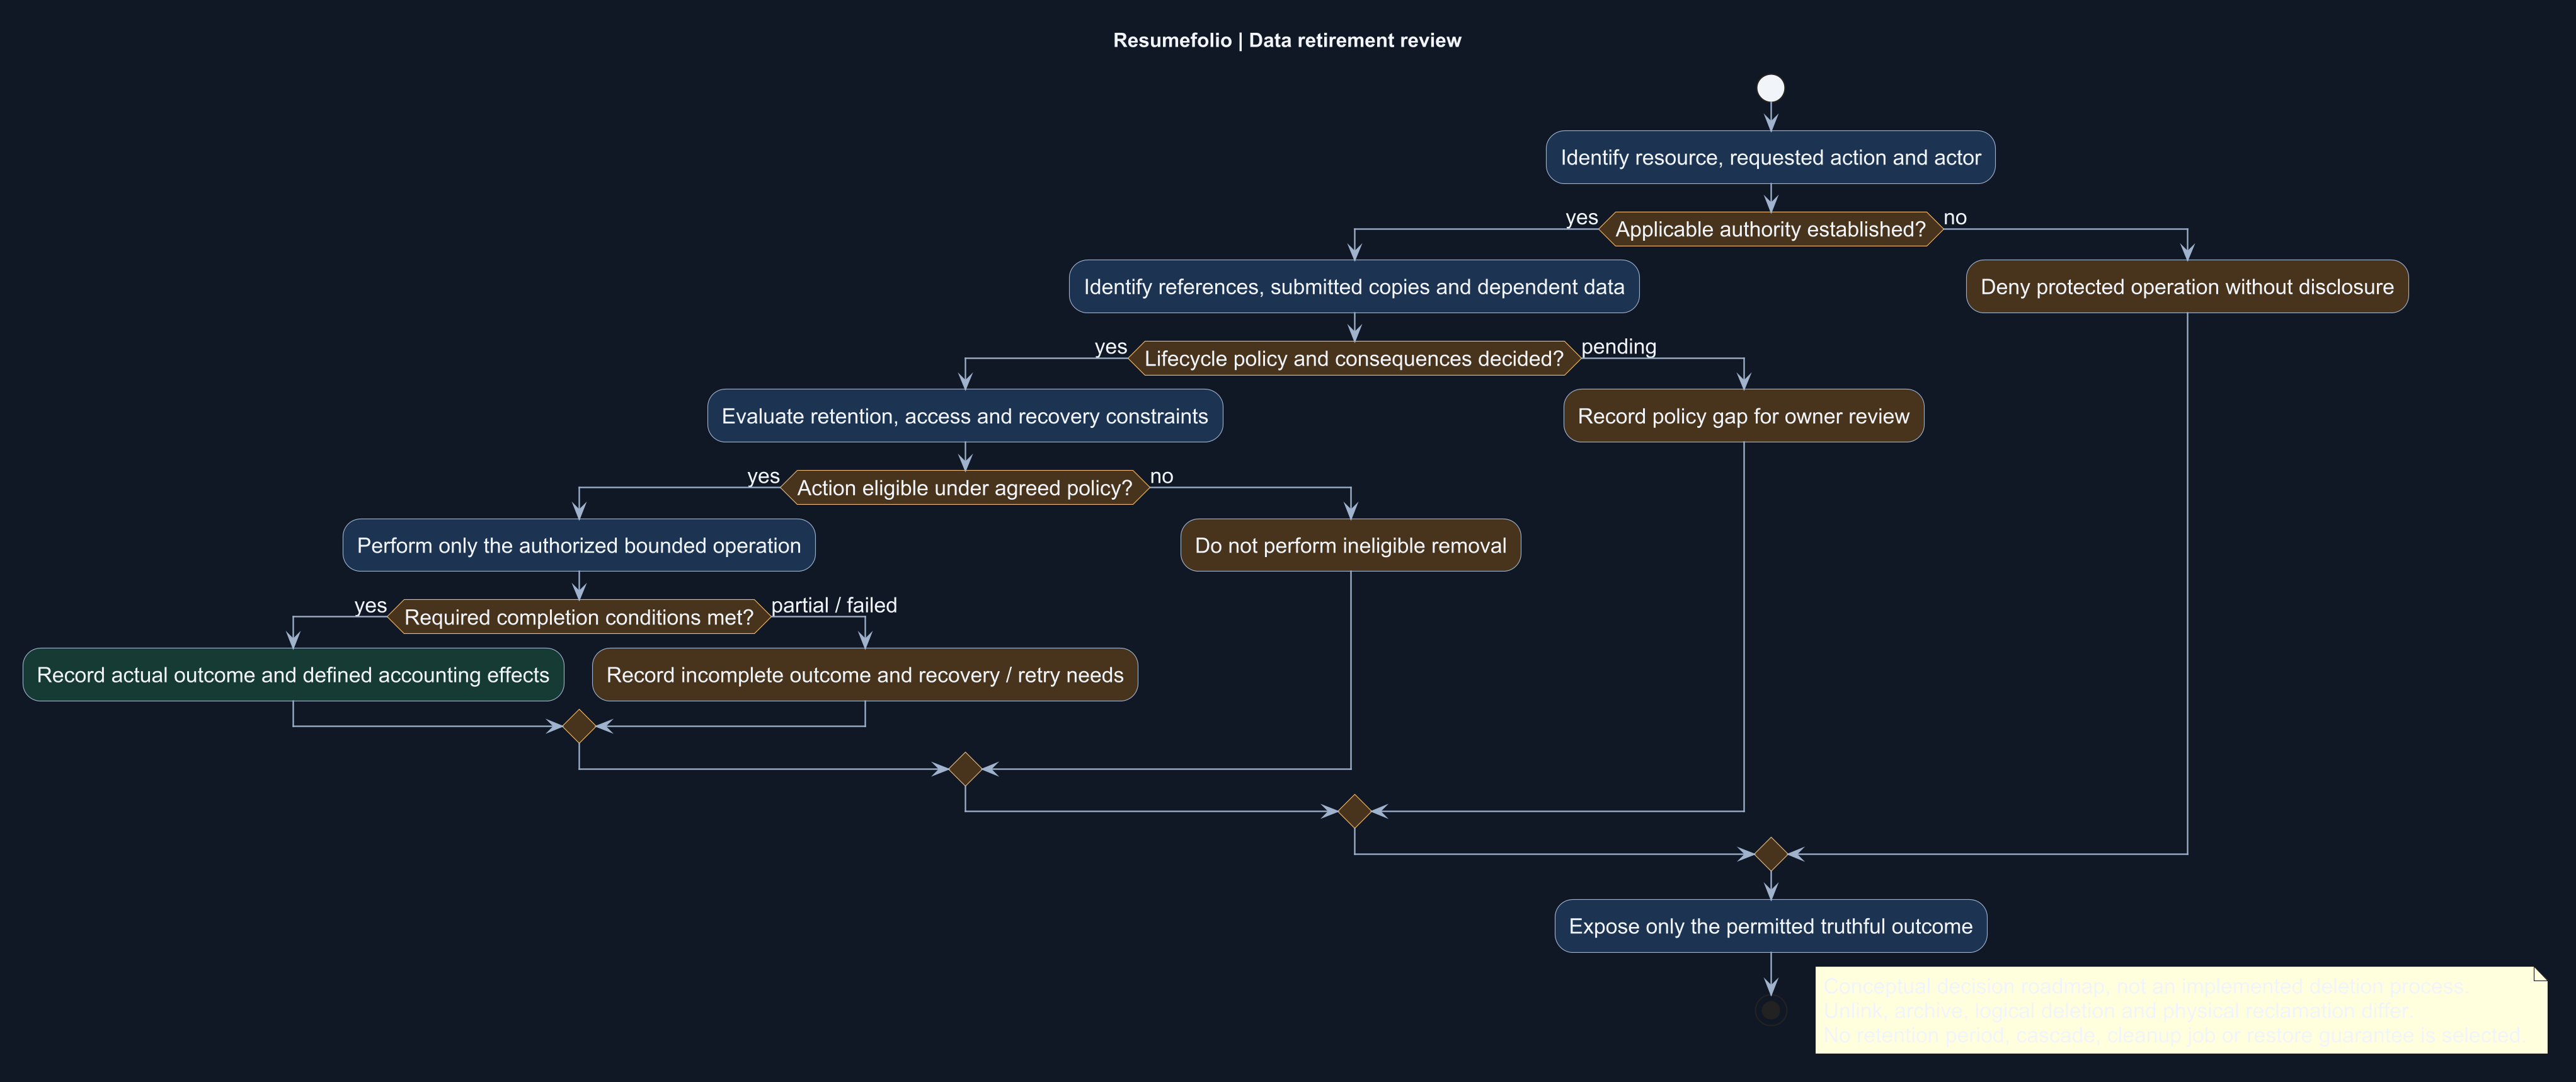 Resumefolio | Data retirement review
Identify resource, requested action and actor
yes
Applicable authority established?
no
Identify references, submitted copies and dependent data
Deny protected operation without disclosure
yes
Lifecycle policy and consequences decided?
pending
Evaluate retention, access and recovery constraints
Record policy gap for owner review
yes
Action eligible under agreed policy?
no
Perform only the authorized bounded operation
Do not perform ineligible removal
yes
Required completion conditions met?
partial / failed
Record actual outcome and defined accounting effects
Record incomplete outcome and recovery / retry needs
Expose only the permitted truthful outcome
Conceptual decision roadmap, not an implemented deletion process.
Unlink, archive, logical deletion and physical reclamation differ.
No retention period, cascade, cleanup job or restore guarantee is selected.